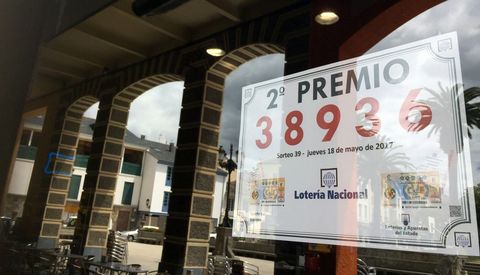 2º PREMIO
38936
Sorteo 39 - jueves 18 de mayo de 2017
Lotería Nacional
Loterías y Apuestas
del Estado